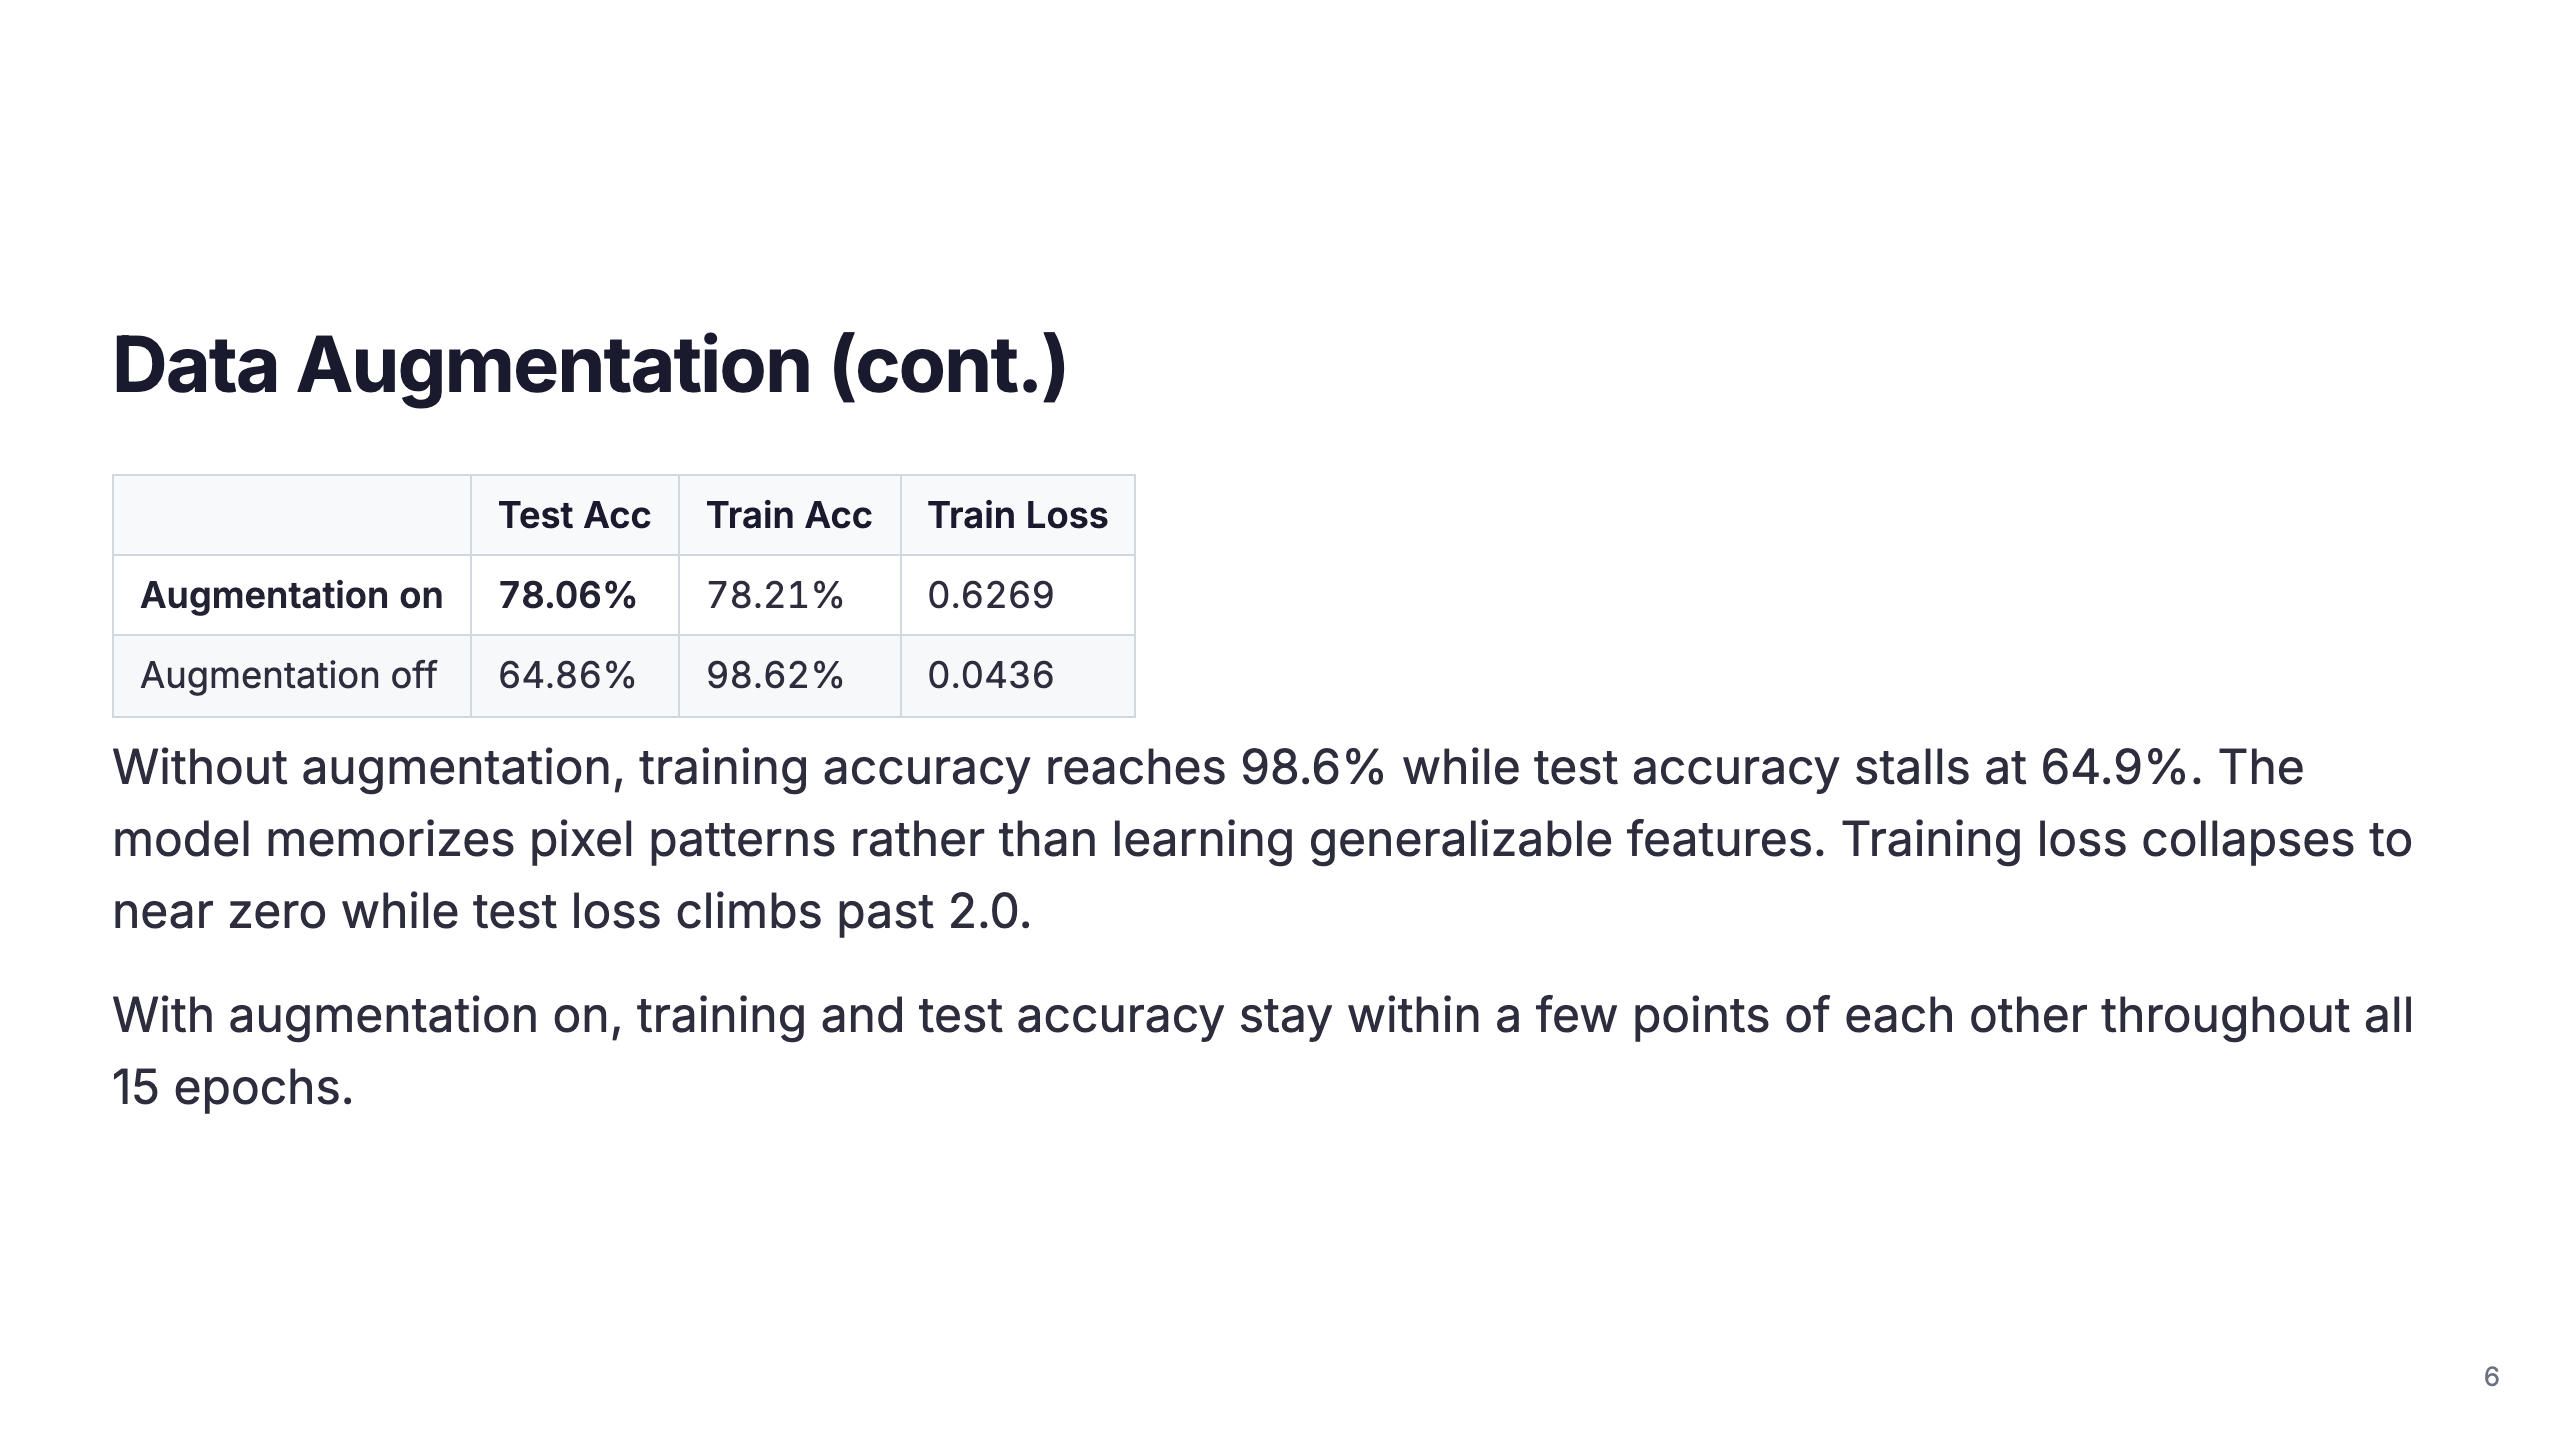 Data Augmentation (cont.)
Test Acc Train Acc Train Loss
Augmentation on 78.06% 78.21% 0.6269
Augmentation off 64.86% 98.62% 0.0436
Without augmentation, training accuracy reaches 98.6% while test accuracy stalls at 64.9%. The
model memorizes pixel patterns rather than learning generalizable features. Training loss collapses to
near zero while test loss climbs past 2.0.
With augmentation on, training and test accuracy stay within a few points of each other throughout all
15 epochs.
6